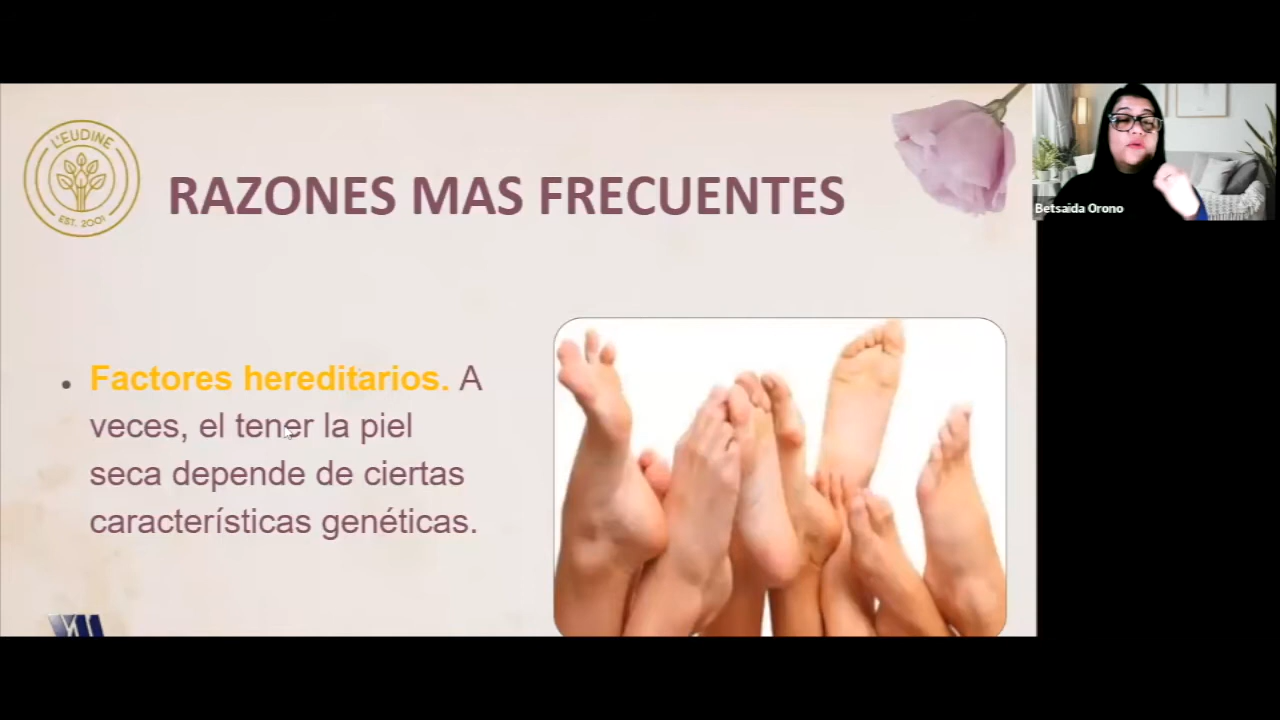 L'EUDINE
EST. 2001
RAZONES MAS FRECUENTES
Betsaida Orono
• Factores hereditarios. A
veces, el tener la piel
seca depende de ciertas
características genéticas.